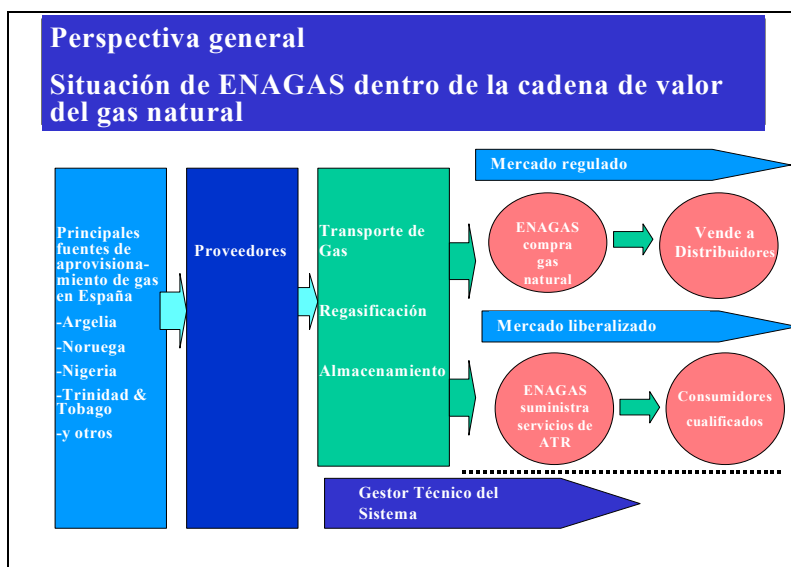 Perspectiva general
Situación de ENAGAS dentro de la cadena de valor
del gas natural
Principales
fuentes de
aprovisiona-
miento de gas
en España
-Argelia
-Noruega
-Nigeria
-Trinidad &
Tobago
-y otros
Proveedores
Transporte de
Gas
Regasificación
Almacenamiento
Mercado regulado
ENAGAS
compra
gas
natural
Vende a
Distribuidores
Mercado liberalizado
ENAGAS
suministra
servicios de
ATR
Consumidores
cualificados
Gestor Técnico del
Sistema